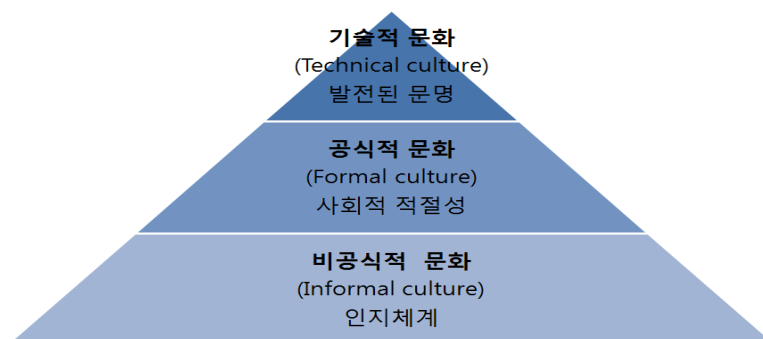 기술적 문화
(Technical culture)
발전된 문명
공식적 문화
(Formal culture)
사회적 적절성
비공식적 문화
(Informal culture)
인지체계